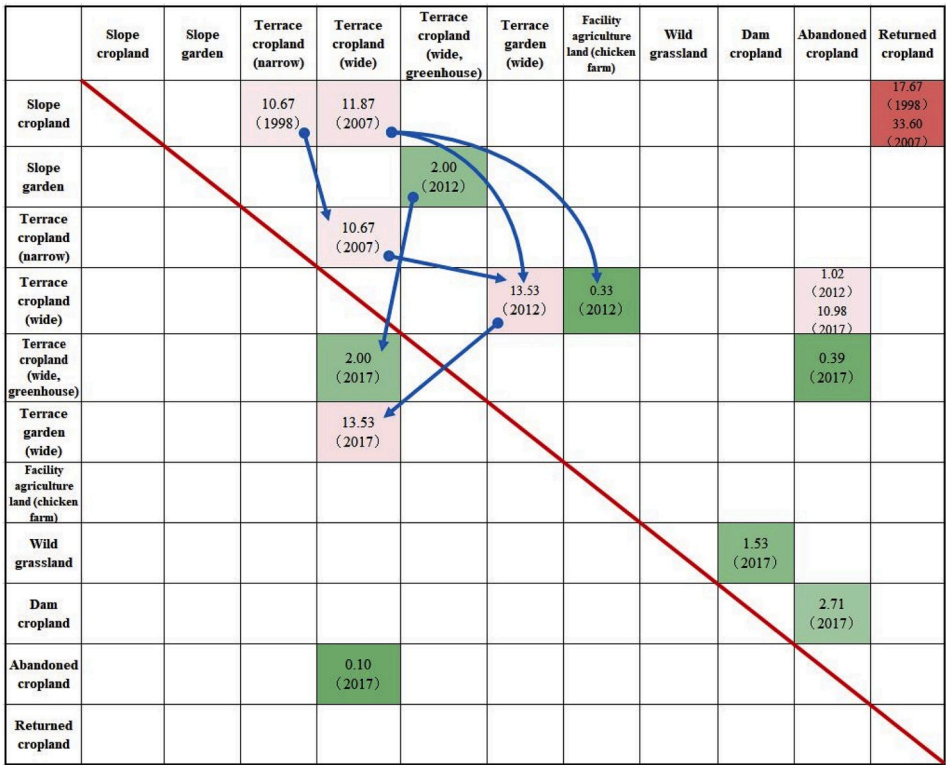 Slope
cropland
Slope
garden
Terrace
cropland
(narrow)
Terrace
cropland
(wide)
Terrace
cropland
(wide,
greenhouse)
Terrace
garden
(wide)
Facility
agriculture
land (chicken
farm)
Wild
grassland
Dam
cropland
Abandoned
cropland
Returned
cropland
Slope
cropland
10.67
（1998）
11.87
（2007）
17.67
（1998）
33.60
（2007）
Slope
garden
2.00
（2012）
Terrace
cropland
(narrow)
10.67
（2007）
Terrace
cropland
(wide)
13.53
（2012）
0.33
（2012）
1.02
（2012）
10.98
（2017）
Terrace
cropland
(wide,
greenhouse)
2.00
（2017）
0.39
（2017）
Terrace
garden
(wide)
13.53
（2017）
Facility
agriculture
land (chicken
farm)
Wild
grassland
1.53
（2017）
Dam
cropland
2.71
（2017）
Abandoned
cropland
0.10
（2017）
Returned
cropland